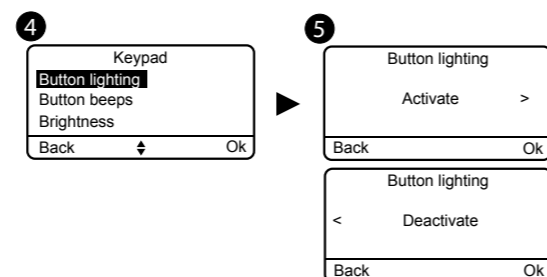 4
Keypad
Button lighting
Button beeps
Brightness
Back Ok
5
Button lighting
Activate >
Back Ok
Button lighting
< Deactivate
Back Ok